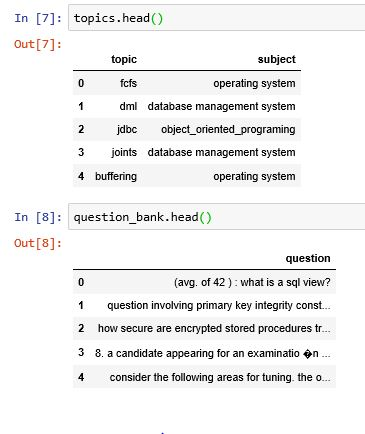 In [7]: topics.head()
Out[7]:
topic subject
0 fcfs operating system
1 dml database management system
2 jdbc object_oriented_programing
3 joints database management system
4 buffering operating system
In [8]: question_bank.head()
Out[8]:
question
0 (avg. of 42 ) : what is a sql view?
1 question involving primary key integrity const...
2 how secure are encrypted stored procedures tr...
3 8. a candidate appearing for an examinatio �n ...
4 consider the following areas for tuning. the o...